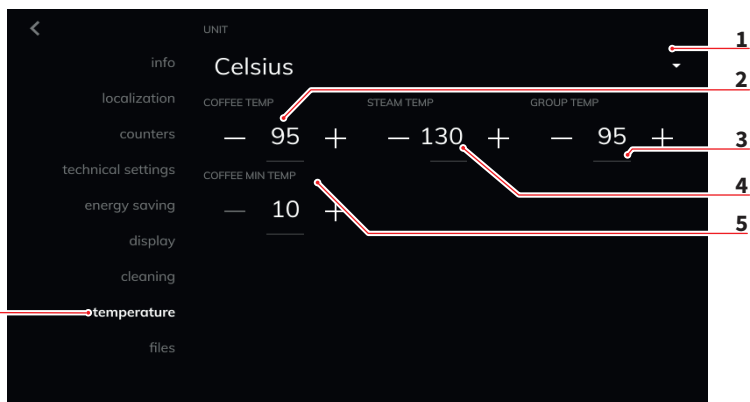 UNIT
Celsius
info
localization
counters
technical settings
energy saving
display
cleaning
temperature
files
COFFEE TEMP STEAM TEMP GROUP TEMP
— 95 + — 130 + — 95 +
COFFEE MIN TEMP
— 10 +
1
2
3
4
5